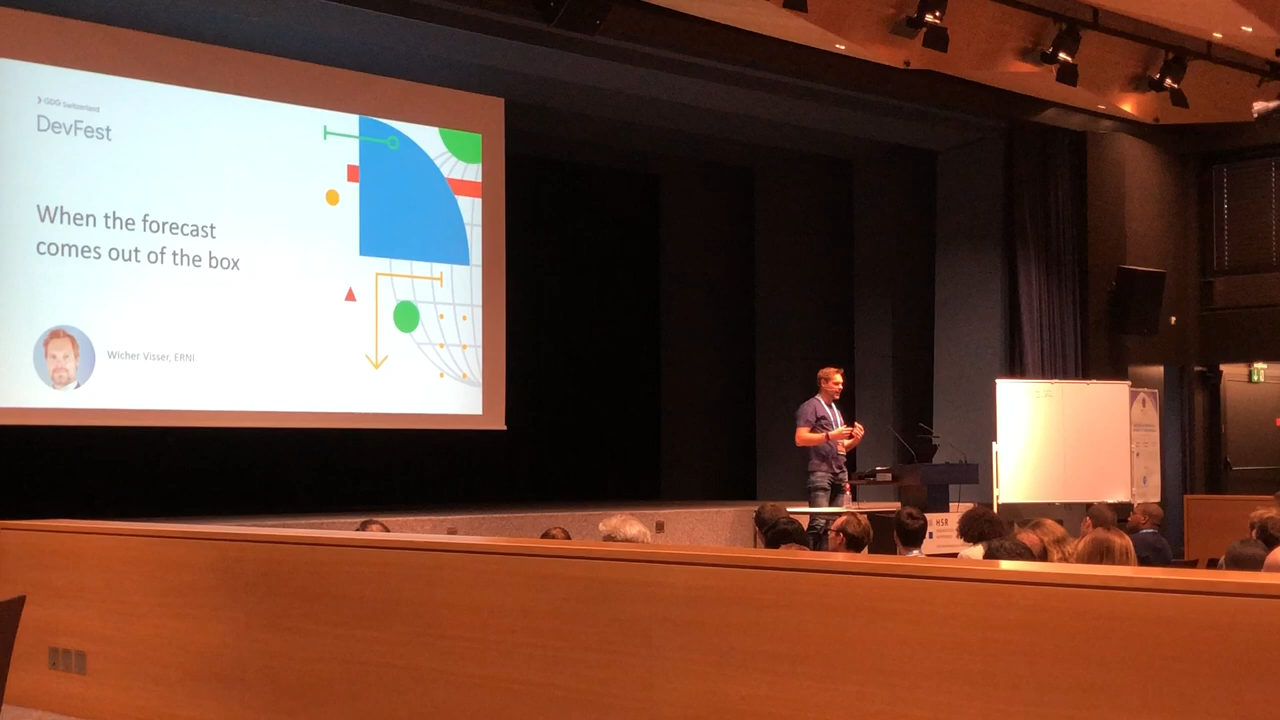 GDG Switzerland
DevFest
When the forecast
comes out of the box
Wicher Visser, ERNI
HSR